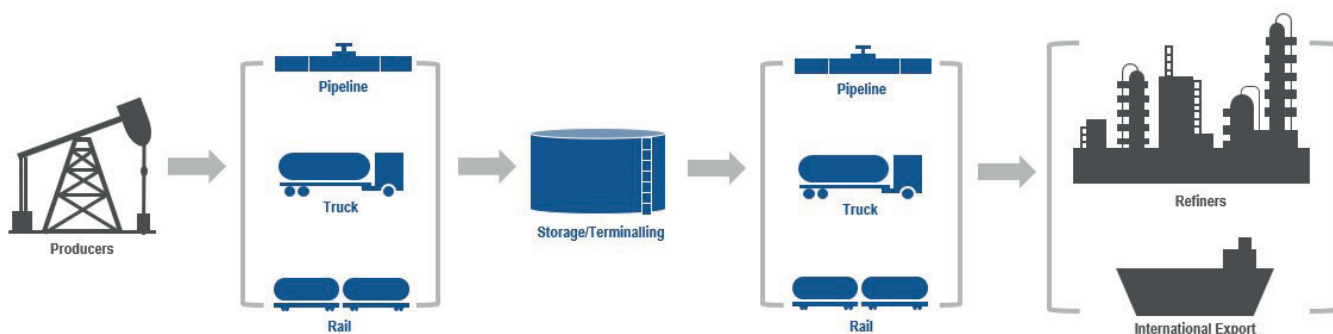 Producers
Pipeline
Truck
Rail
Storage/Terminalling
Pipeline
Truck
Rail
Refiners
International Export